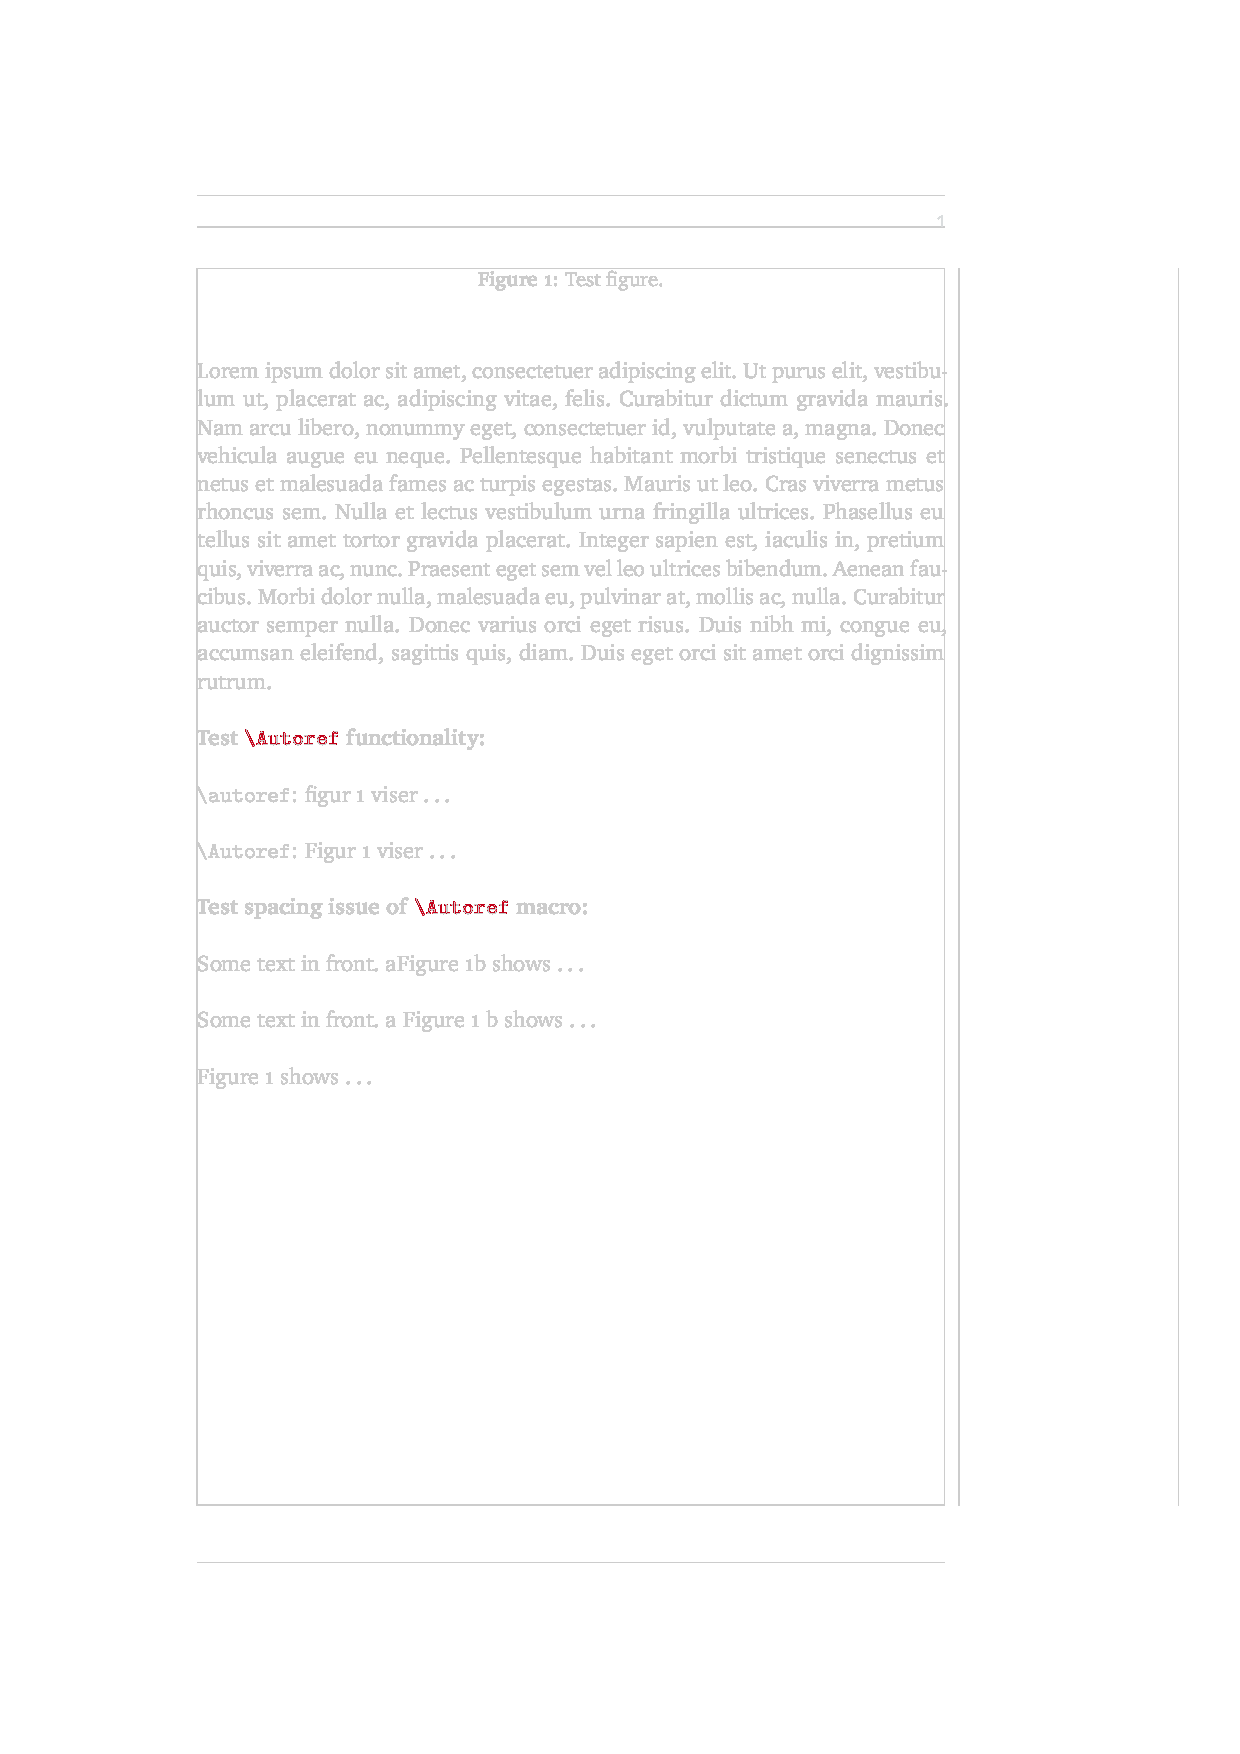 1
Figure 1: Test figure.
Lorem ipsum dolor sit amet, consectetuer adipiscing elit. Ut purus elit, vestibu-
lum ut, placerat ac, adipiscing vitae, felis. Curabitur dictum gravida mauris.
Nam arcu libero, nonummy eget, consectetuer id, vulputate a, magna. Donec
vehicula augue eu neque. Pellentesque habitant morbi tristique senectus et
netus et malesuada fames ac turpis egestas. Mauris ut leo. Cras viverra metus
rhoncus sem. Nulla et lectus vestibulum urna fringilla ultrices. Phasellus eu
tellus sit amet tortor gravida placerat. Integer sapien est, iaculis in, pretium
quis, viverra ac, nunc. Praesent eget sem vel leo ultrices bibendum. Aenean fau-
cibus. Morbi dolor nulla, malesuada eu, pulvinar at, mollis ac, nulla. Curabitur
auctor semper nulla. Donec varius orci eget risus. Duis nibh mi, congue eu,
accumsan eleifend, sagittis quis, diam. Duis eget orci sit amet orci dignissim
rutrum.
Test \Autoref functionality:
\autoref: figur 1 viser . . .
\Autoref: Figur 1 viser . . .
Test spacing issue of \Autoref macro:
Some text in front. aFigure 1b shows . . .
Some text in front. a Figure 1 b shows . . .
Figure 1 shows . . .